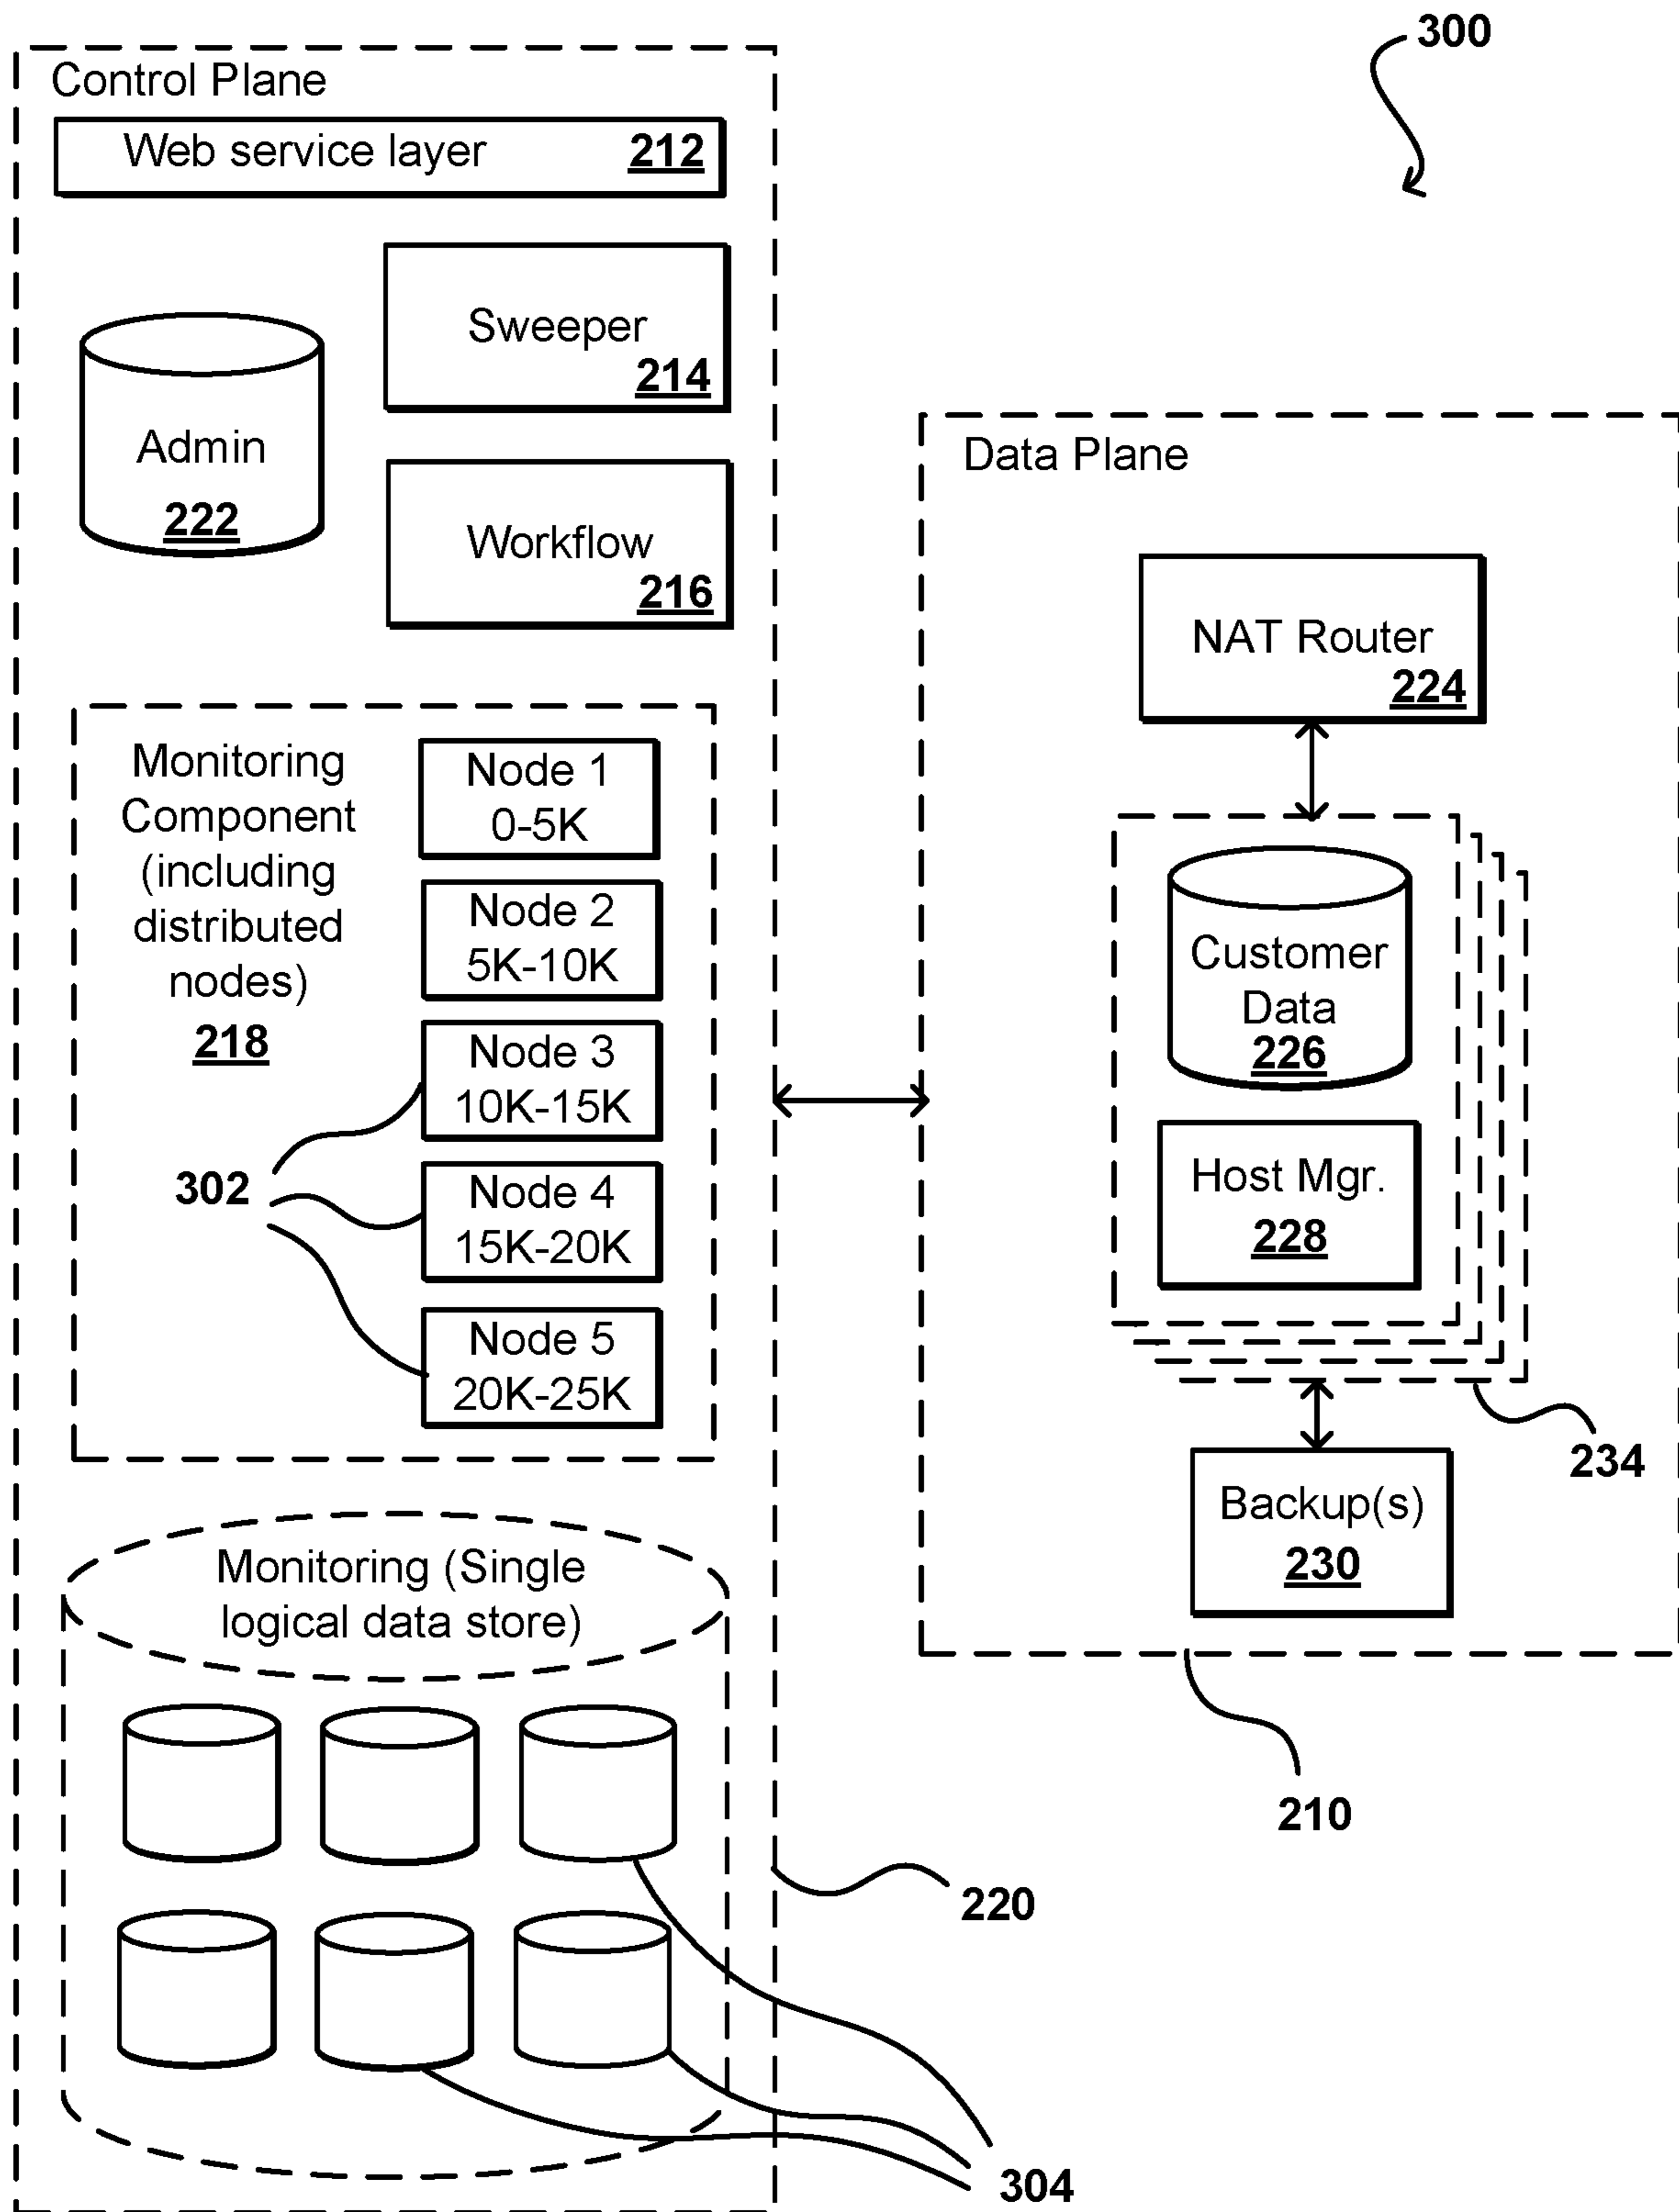 300
Control Plane
Web service layer 212
Sweeper
214
Admin
222
Workflow
216
Monitoring
Component
(including
distributed
nodes)
218
Node 1
0-5K
Node 2
5K-10K
Node 3
10K-15K
Node 4
15K-20K
Node 5
20K-25K
302
Monitoring (Single
logical data store)
304
220
Data Plane
NAT Router
224
Customer
Data
226
Host Mgr.
228
234
Backup(s)
230
210